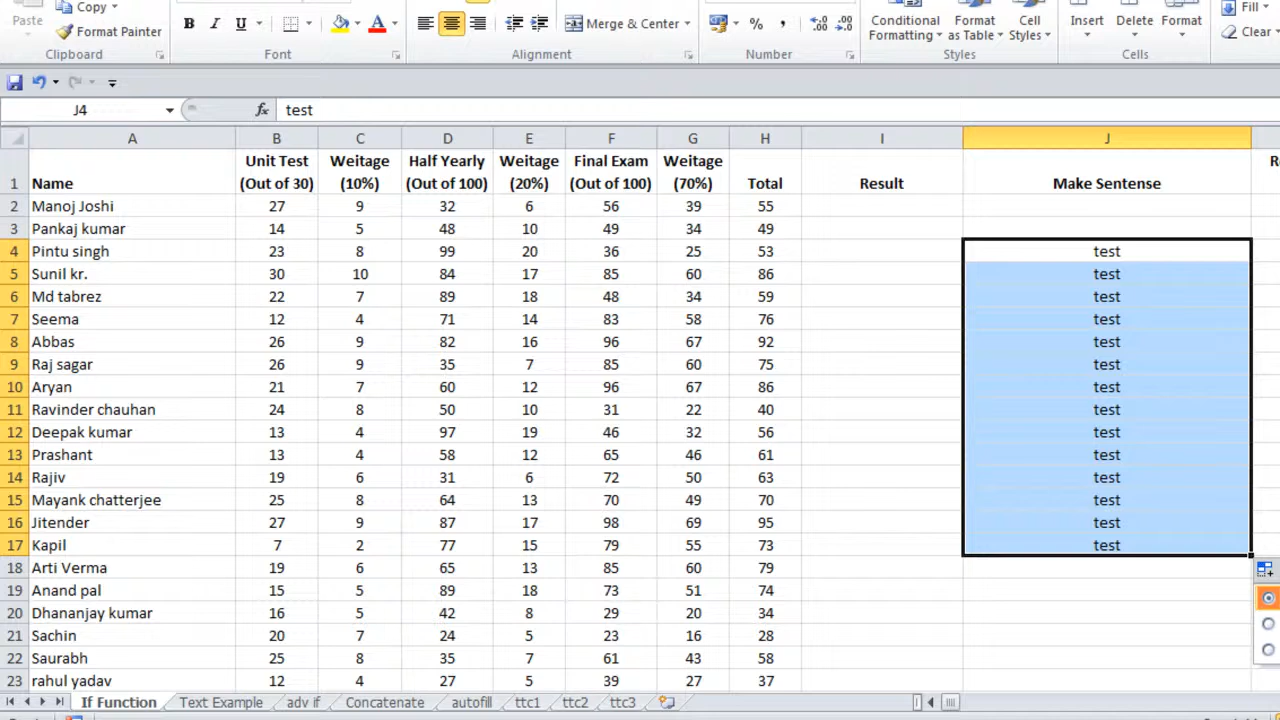 Paste Copy Format Painter Clipboard
B I U A Font
Merge & Center Alignment
% , .0 .00 Number
Conditional Formatting Format as Table Cell Styles Styles
Insert Delete Format Cells
Fill Clear
J4 fx test
A B C D E F G H I J
1 Name Unit Test (Out of 30) Weitage (10%) Half Yearly (Out of 100) Weitage (20%) Final Exam (Out of 100) Weitage (70%) Total Result Make Sentense
2 Manoj Joshi 27 9 32 6 56 39 55
3 Pankaj kumar 14 5 48 10 49 34 49
4 Pintu singh 23 8 99 20 36 25 53 test
5 Sunil kr. 30 10 84 17 85 60 86 test
6 Md tabrez 22 7 89 18 48 34 59 test
7 Seema 12 4 71 14 83 58 76 test
8 Abbas 26 9 82 16 96 67 92 test
9 Raj sagar 26 9 35 7 85 60 75 test
10 Aryan 21 7 60 12 96 67 86 test
11 Ravinder chauhan 24 8 50 10 31 22 40 test
12 Deepak kumar 13 4 97 19 46 32 56 test
13 Prashant 13 4 58 12 65 46 61 test
14 Rajiv 19 6 31 6 72 50 63 test
15 Mayank chatterjee 25 8 64 13 70 49 70 test
16 Jitender 27 9 87 17 98 69 95 test
17 Kapil 7 2 77 15 79 55 73 test
18 Arti Verma 19 6 65 13 85 60 79
19 Anand pal 15 5 89 18 73 51 74
20 Dhananjay kumar 16 5 42 8 29 20 34
21 Sachin 20 7 24 5 23 16 28
22 Saurabh 25 8 35 7 61 43 58
23 rahul yadav 12 4 27 5 39 27 37
If Function Text Example adv if Concatenate autofill ttc1 ttc2 ttc3